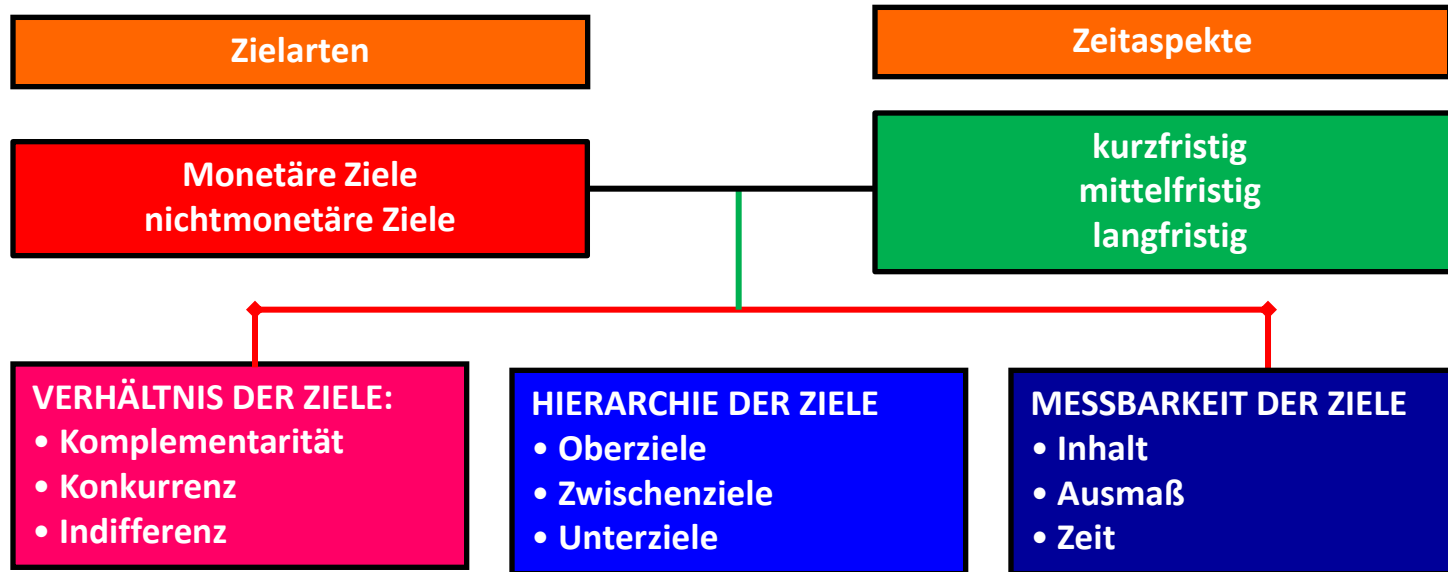 Zielarten
Zeitaspekte
Monetäre Ziele
nichtmonetäre Ziele
kurzfristig
mittelfristig
langfristig
VERHÄLTNIS DER ZIELE:
• Komplementarität
• Konkurrenz
• Indifferenz
HIERARCHIE DER ZIELE
• Oberziele
• Zwischenziele
• Unterziele
MESSBARKEIT DER ZIELE
• Inhalt
• Ausmaß
• Zeit